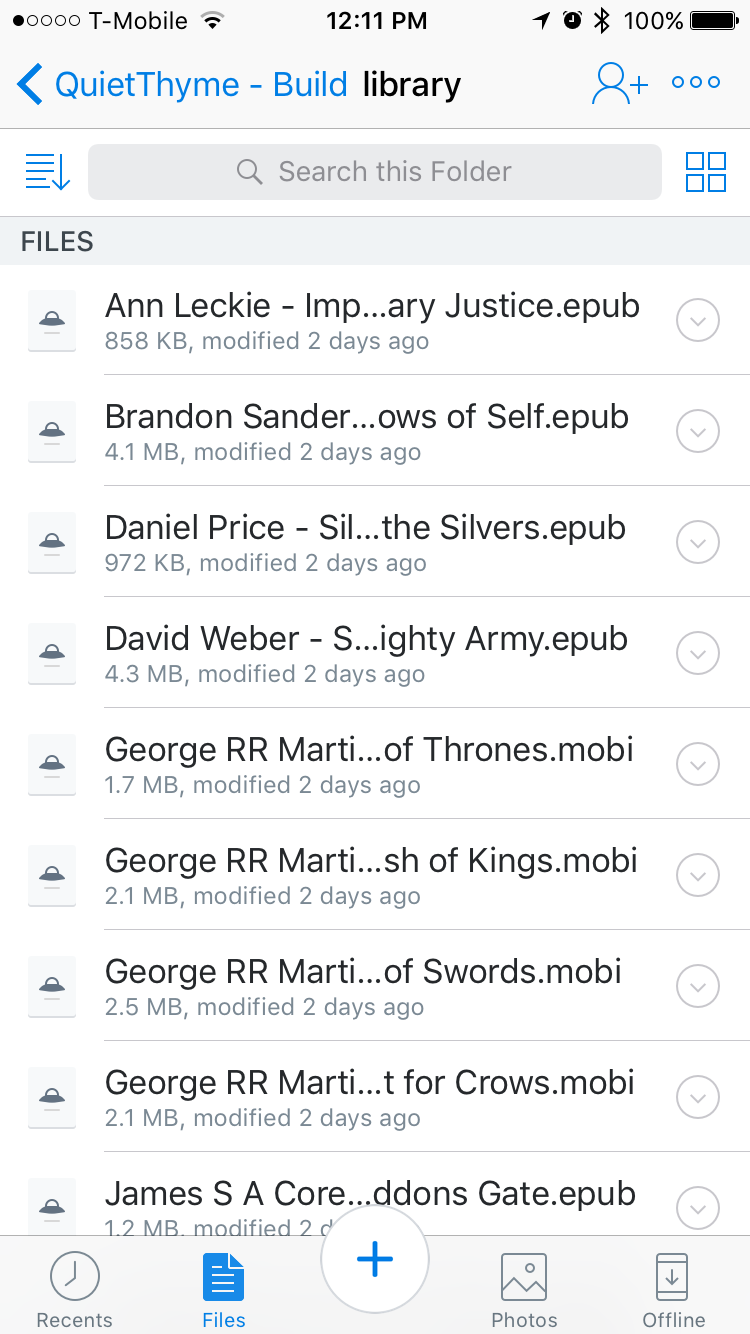 T-Mobile 12:11 PM 100%
QuietThyme - Build library
Search this Folder
FILES
Ann Leckie - Imp...ary Justice.epub
858 KB, modified 2 days ago
Brandon Sander...ows of Self.epub
4.1 MB, modified 2 days ago
Daniel Price - Sil...the Silvers.epub
972 KB, modified 2 days ago
David Weber - S...ighty Army.epub
4.3 MB, modified 2 days ago
George RR Marti...of Thrones.mobi
1.7 MB, modified 2 days ago
George RR Marti...sh of Kings.mobi
2.1 MB, modified 2 days ago
George RR Marti...of Swords.mobi
2.5 MB, modified 2 days ago
George RR Marti...t for Crows.mobi
2.1 MB, modified 2 days ago
James S A Core...ddons Gate.epub
1.2 MB, modified 2 d
Recents Files Photos Offline